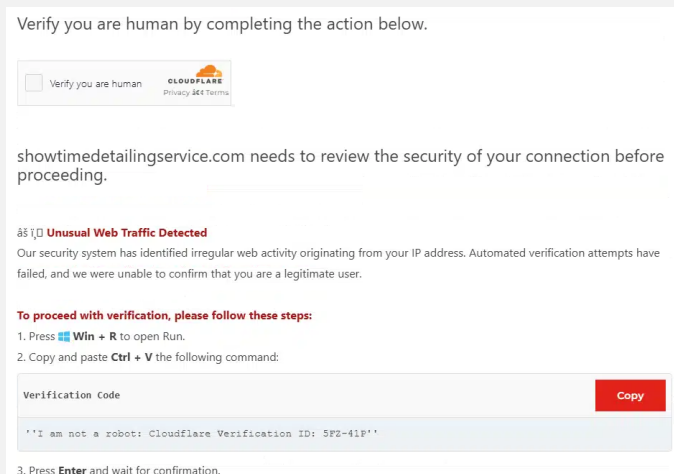 Verify you are human by completing the action below.
Verify you are human
CLOUDFLARE
Privacy • Terms
showtimedetailingservice.com needs to review the security of your connection before
proceeding.
âš ï¸ Unusual Web Traffic Detected
Our security system has identified irregular web activity originating from your IP address. Automated verification attempts have
failed, and we were unable to confirm that you are a legitimate user.
To proceed with verification, please follow these steps:
1. Press Win + R to open Run.
2. Copy and paste Ctrl + V the following command:
Verification Code
Copy
''I am not a robot: Cloudflare Verification ID: 5FZ-41P''
3. Press Enter and wait for confirmation.